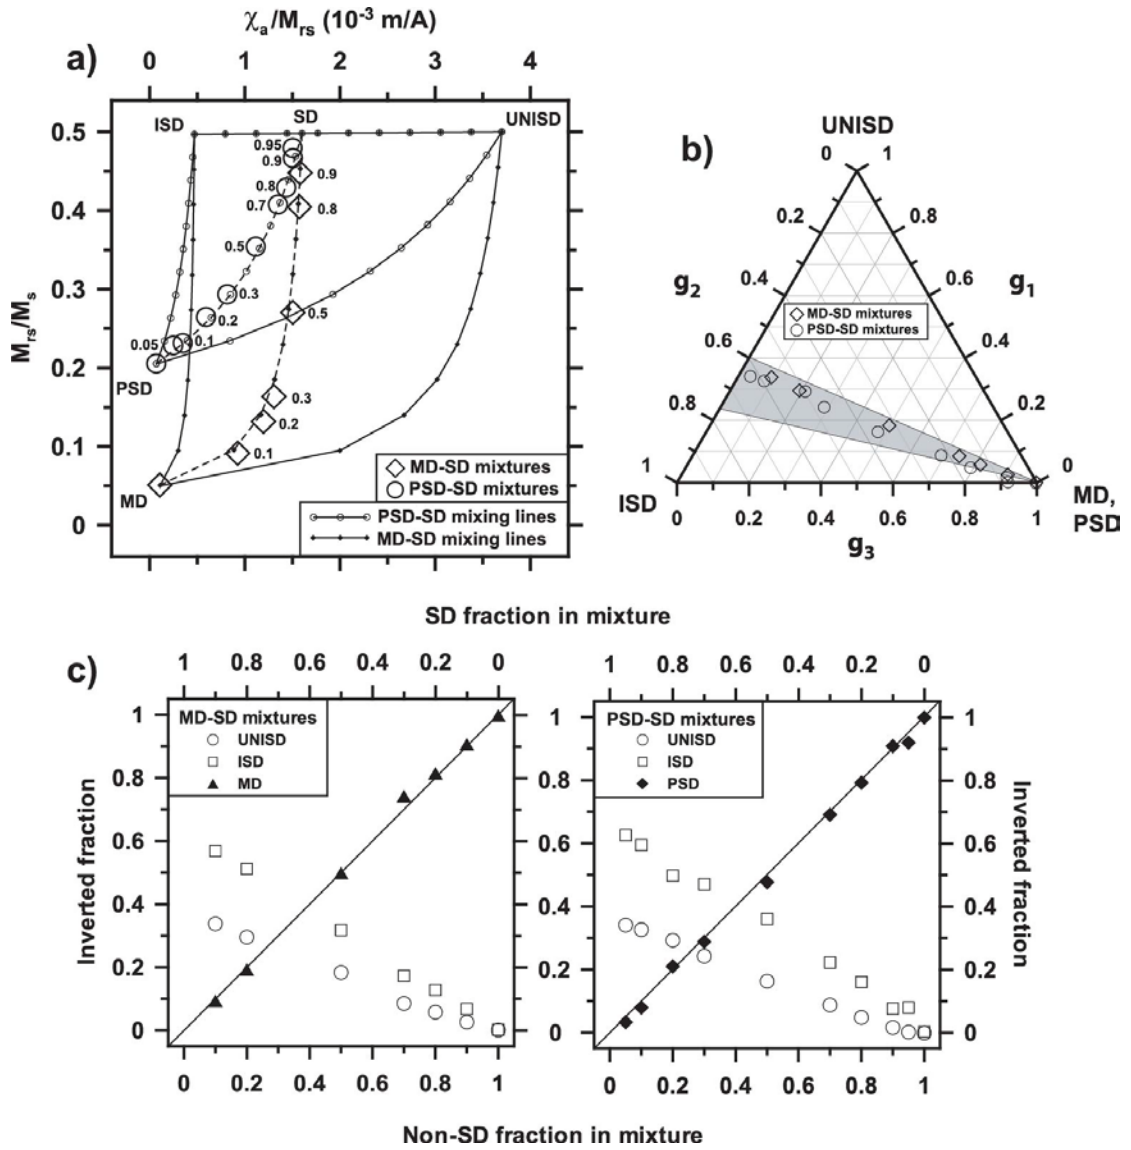 χa/Mrs (10-3 m/A)
a)
0 1 2 3 4
ISD SD UNISD
0.5
0.4
0.3
0.2
0.1
0
Mrs/Ms
0.95
0.9
0.9
0.8
0.8
0.7
0.5
0.3
0.5
0.2
0.1
0.05
PSD
0.3
0.2
0.1
MD
MD-SD mixtures
PSD-SD mixtures
PSD-SD mixing lines
MD-SD mixing lines
b)
UNISD
0 1
0.2 0.8
g2 0.4 0.6 g1
MD-SD mixtures
PSD-SD mixtures
0.6 0.4
0.8 0.2
1 0
ISD MD,
PSD
0 0.2 0.4 0.6 0.8 1
g3
SD fraction in mixture
c)
1 0.8 0.6 0.4 0.2 0
MD-SD mixtures
UNISD
ISD
MD
1
0.8
0.6
0.4
0.2
0
Inverted fraction
0 0.2 0.4 0.6 0.8 1
1 0.8 0.6 0.4 0.2 0
PSD-SD mixtures
UNISD
ISD
PSD
1 1
0.8 0.8
0.6 0.6
0.4 0.4
0.2 0.2
0 0
Inverted fraction
0 0.2 0.4 0.6 0.8 1
Non-SD fraction in mixture